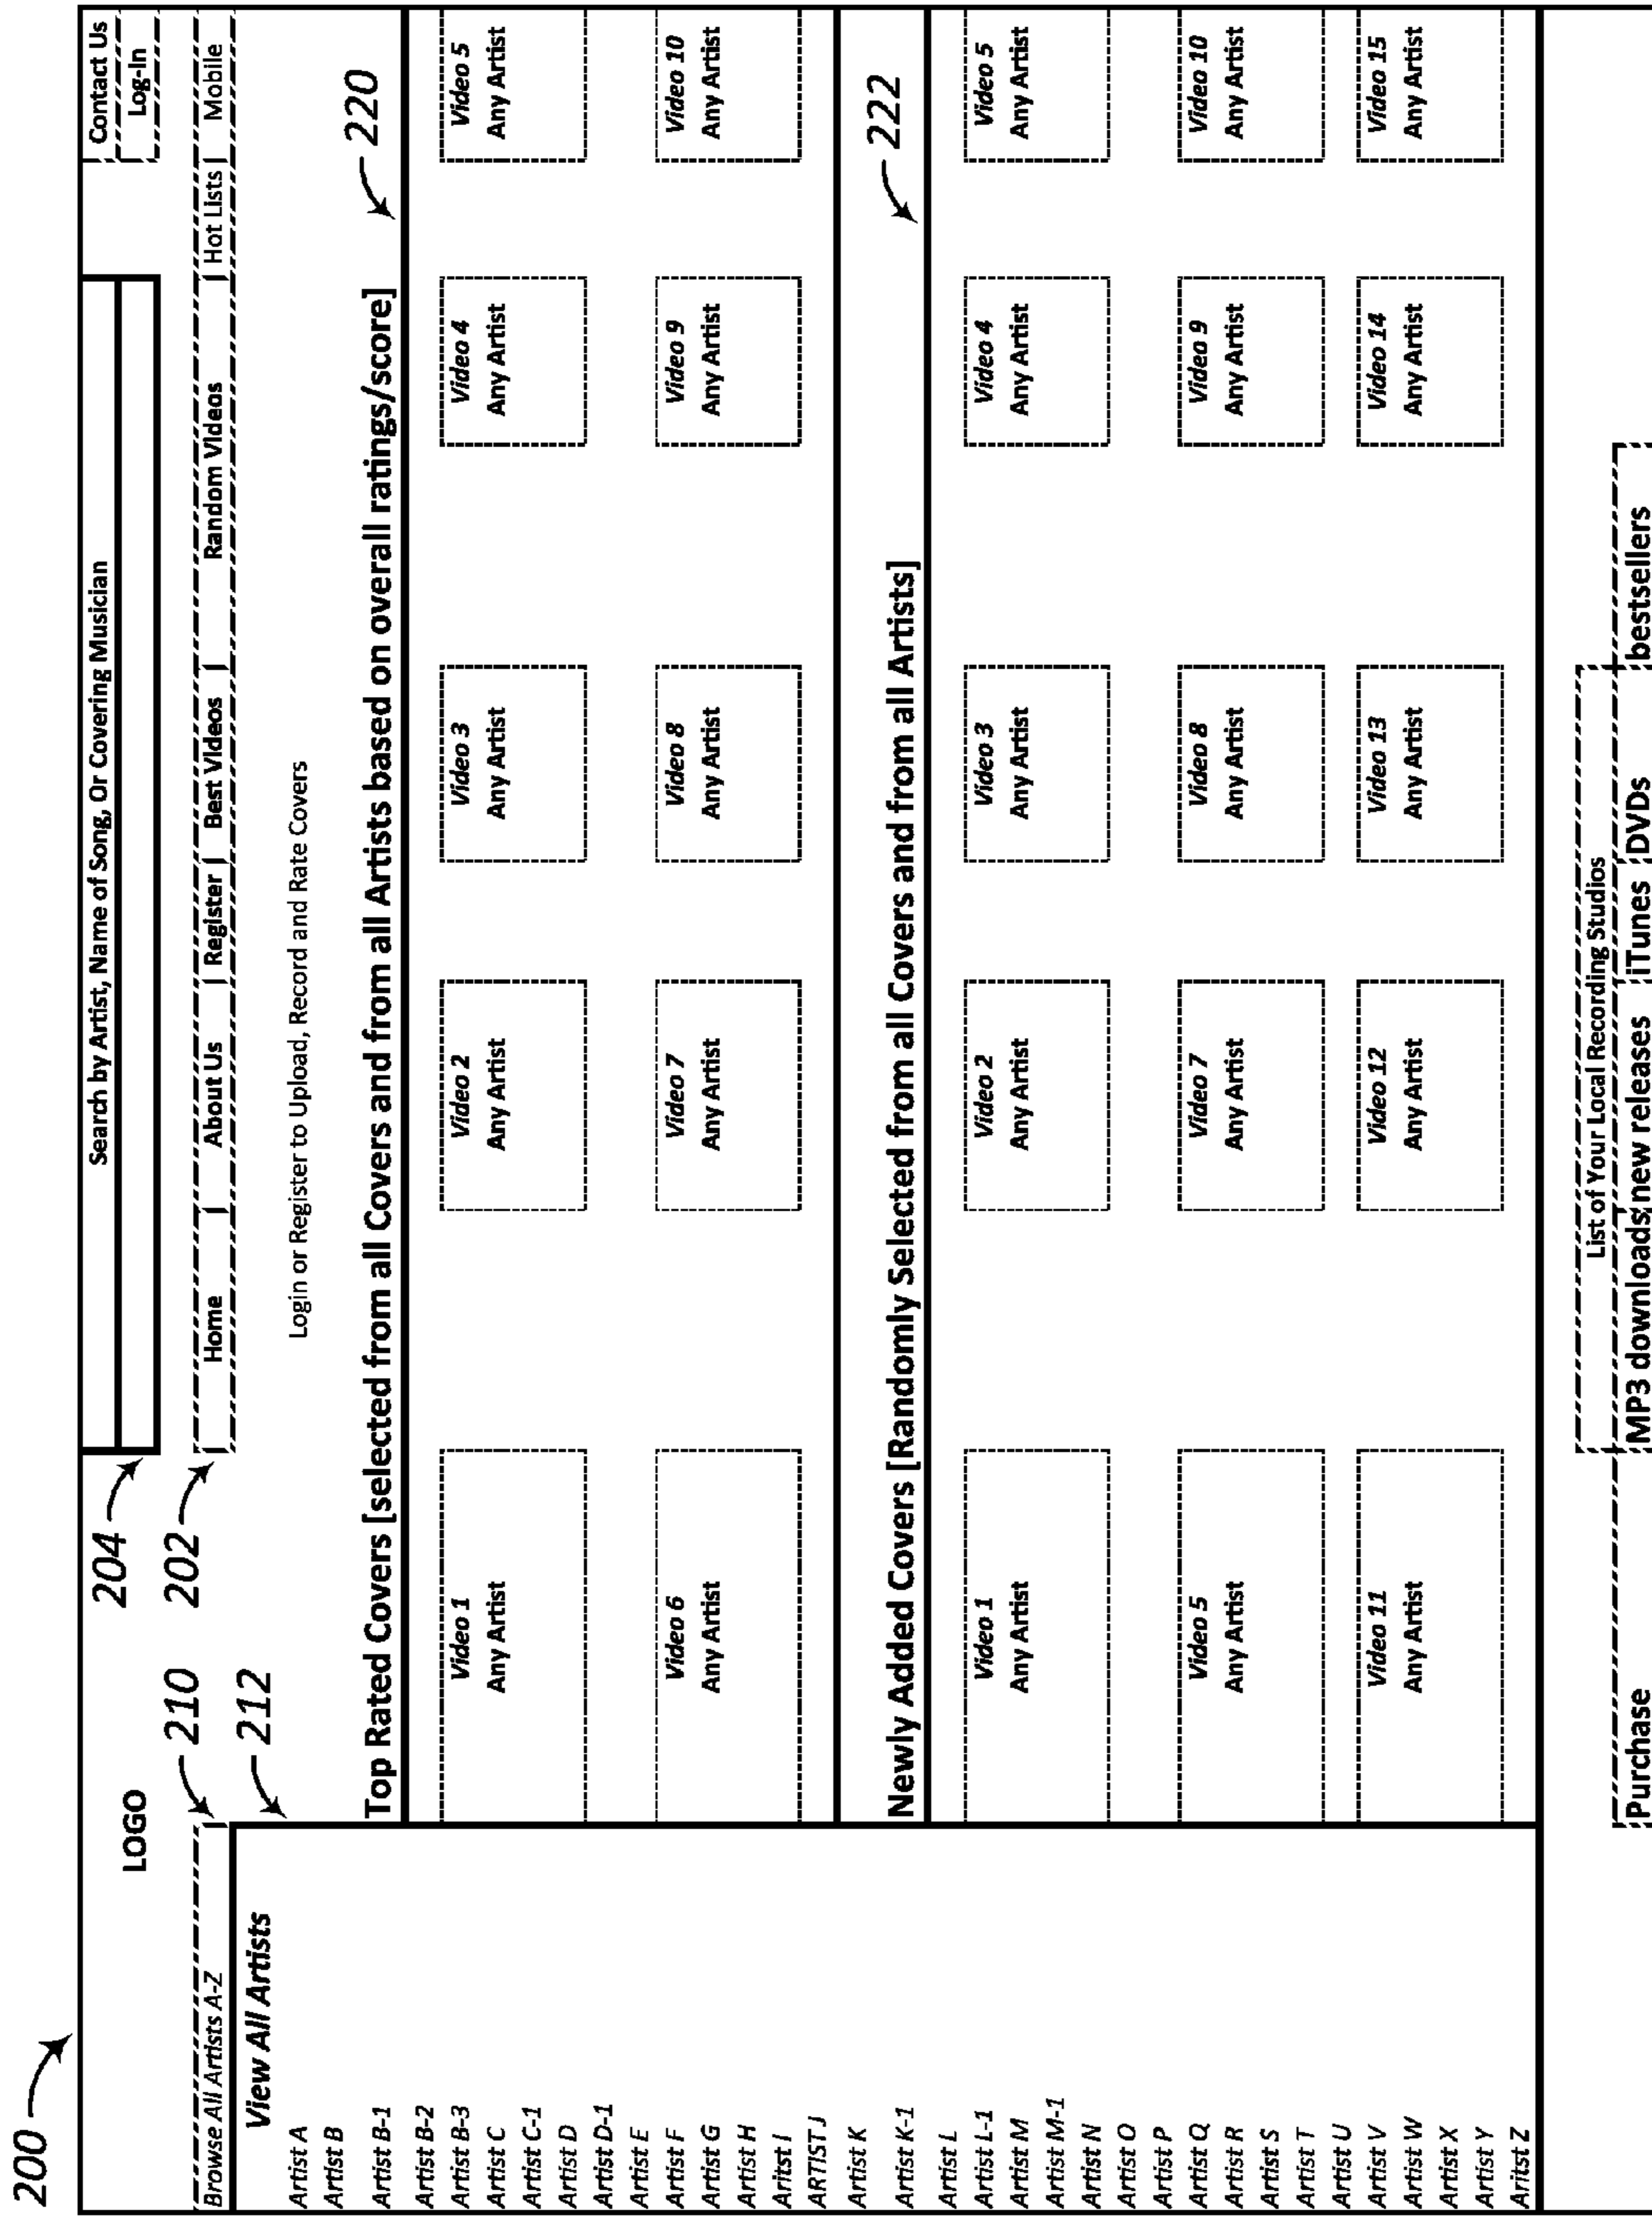 200
LOGO
204
Search by Artist, Name of Song, Or Covering Musician
Contact Us
Log-In
210
202
Browse All Artists A-Z
Home | About Us | Register | Best Videos | Random Videos | Hot Lists | Mobile
212
View All Artists
Login or Register to Upload, Record and Rate Covers
Artist A
Artist B
Artist B-1
Artist B-2
Artist B-3
Artist C
Artist C-1
Artist D
Artist D-1
Artist E
Artist F
Artist G
Artist H
Aritst I
ARTIST J
Artist K
Artist K-1
Artist L
Artist L-1
Artist M
Artist M-1
Artist N
Artist O
Artist P
Artist Q
Artist R
Artist S
Artist T
Artist U
Artist V
Artist W
Artist X
Artist Y
Aritst Z
220
Top Rated Covers [selected from all Covers and from all Artists based on overall ratings/score]
Video 1 Video 2 Video 3 Video 4 Video 5
Any Artist Any Artist Any Artist Any Artist Any Artist
Video 6 Video 7 Video 8 Video 9 Video 10
Any Artist Any Artist Any Artist Any Artist Any Artist
222
Newly Added Covers [Randomly Selected from all Covers and from all Artists]
Video 1 Video 2 Video 3 Video 4 Video 5
Any Artist Any Artist Any Artist Any Artist Any Artist
Video 5 Video 7 Video 8 Video 9 Video 10
Any Artist Any Artist Any Artist Any Artist Any Artist
Video 11 Video 12 Video 13 Video 14 Video 15
Any Artist Any Artist Any Artist Any Artist Any Artist
List of Your Local Recording Studios
Purchase MP3 downloads new releases iTunes DVDs bestsellers